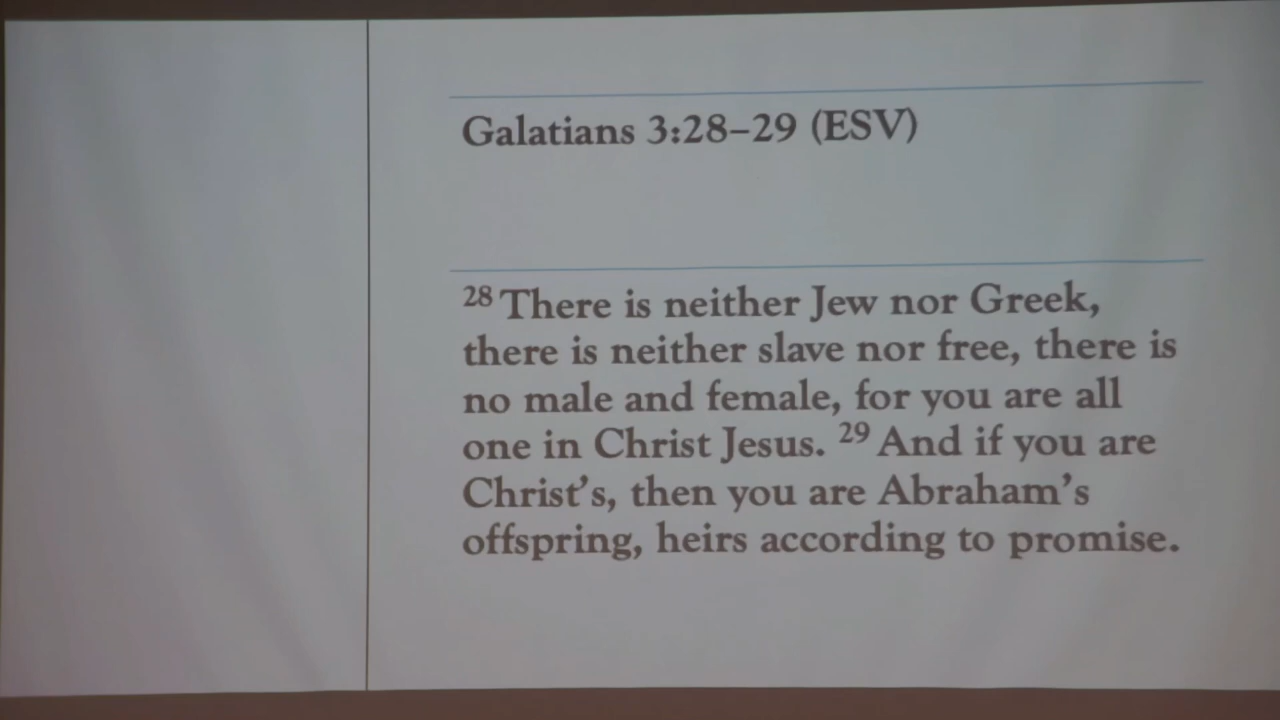 Galatians 3:28–29 (ESV)
28 There is neither Jew nor Greek,
there is neither slave nor free, there is
no male and female, for you are all
one in Christ Jesus. 29 And if you are
Christ’s, then you are Abraham’s
offspring, heirs according to promise.